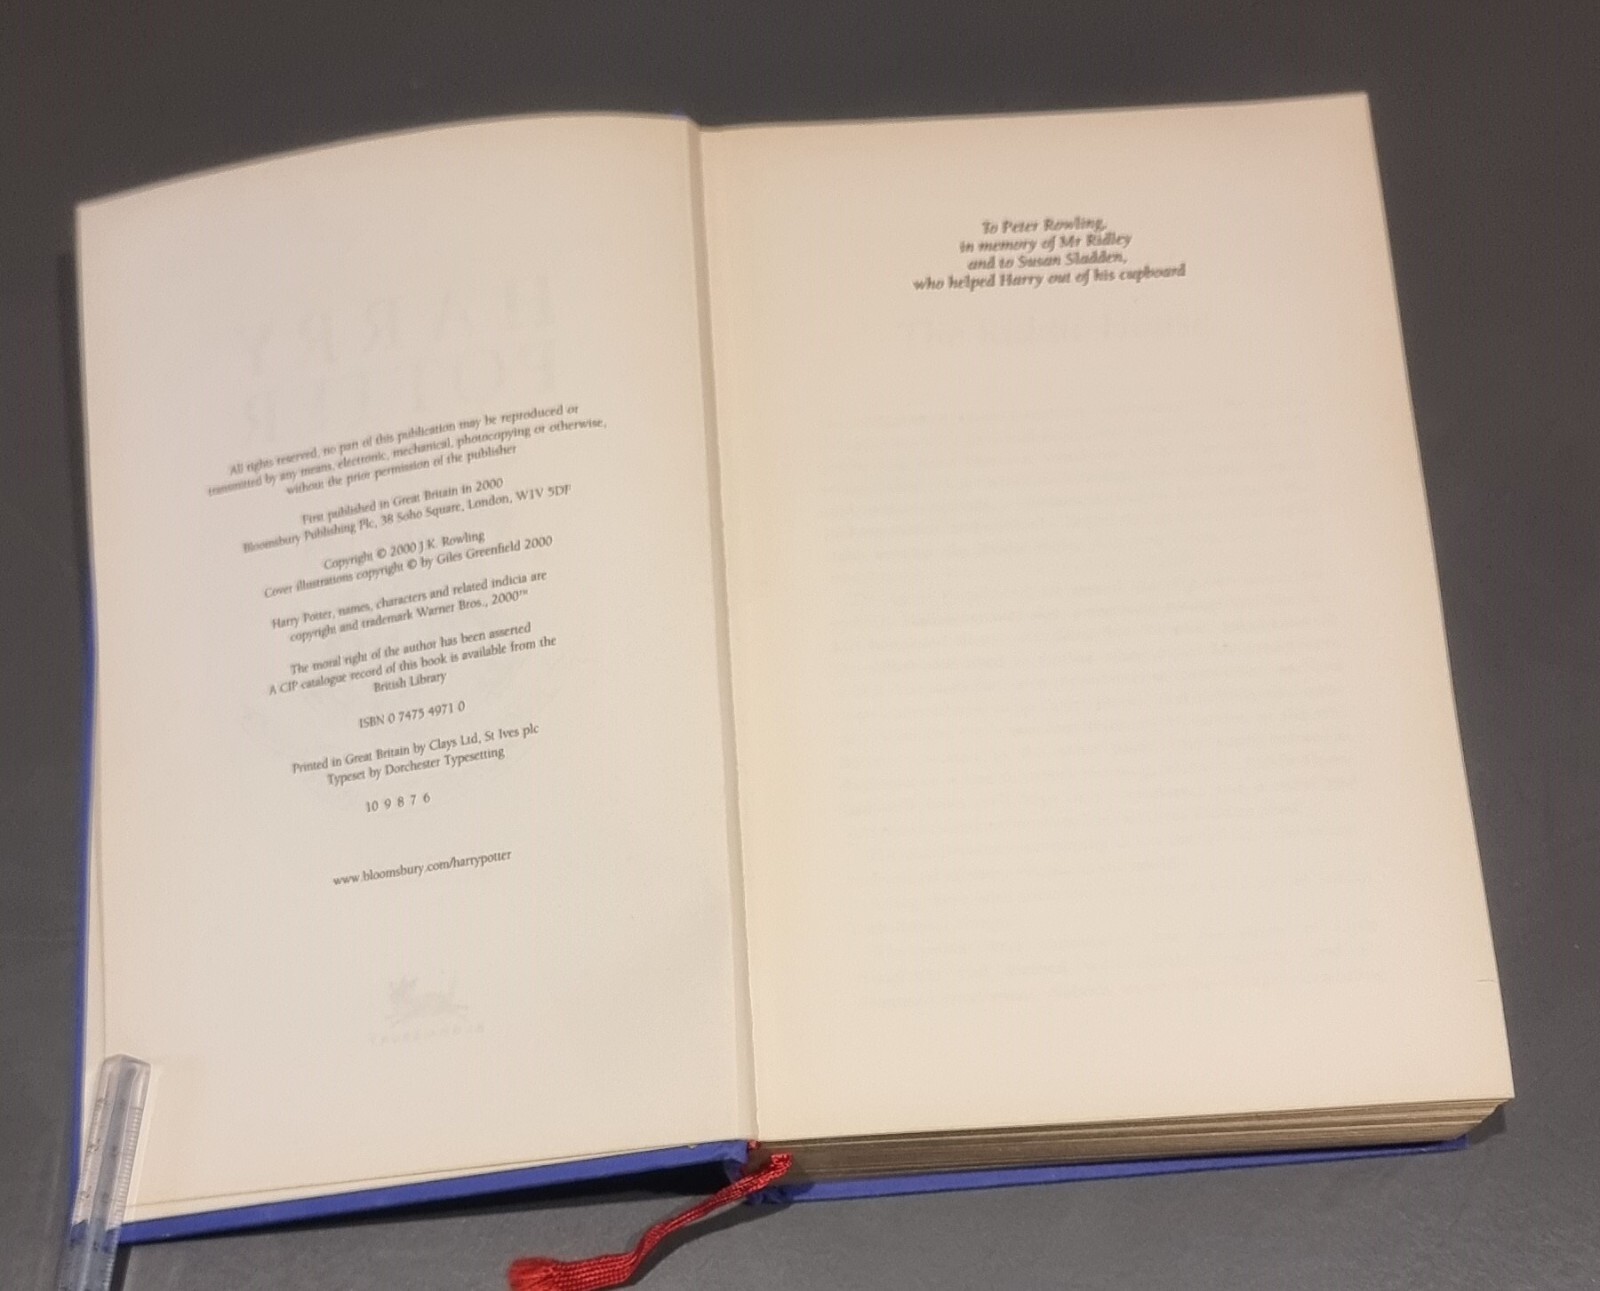 All rights reserved, no part of this publication may be reproduced or
transmitted by any means, electronic, mechanical, photocopying or otherwise,
without the prior permission of the publisher
First published in Great Britain in 2000
Bloomsbury Publishing Plc, 38 Soho Square, London, W1V 5DF
Copyright © 2000 J.K. Rowling
Cover illustrations copyright © by Giles Greenfield 2000
Harry Potter, names, characters and related indicia are
copyright and trademark Warner Bros., 2000™
The moral right of the author has been asserted
A CIP catalogue record of this book is available from the
British Library
ISBN 0 7475 4971 0
Printed in Great Britain by Clays Ltd, St Ives plc
Typeset by Dorchester Typesetting
10 9 8 7 6
www.bloomsbury.com/harrypotter
To Peter Rowling,
in memory of Mr Ridley
and to Susan Sladden,
who helped Harry out of his cupboard